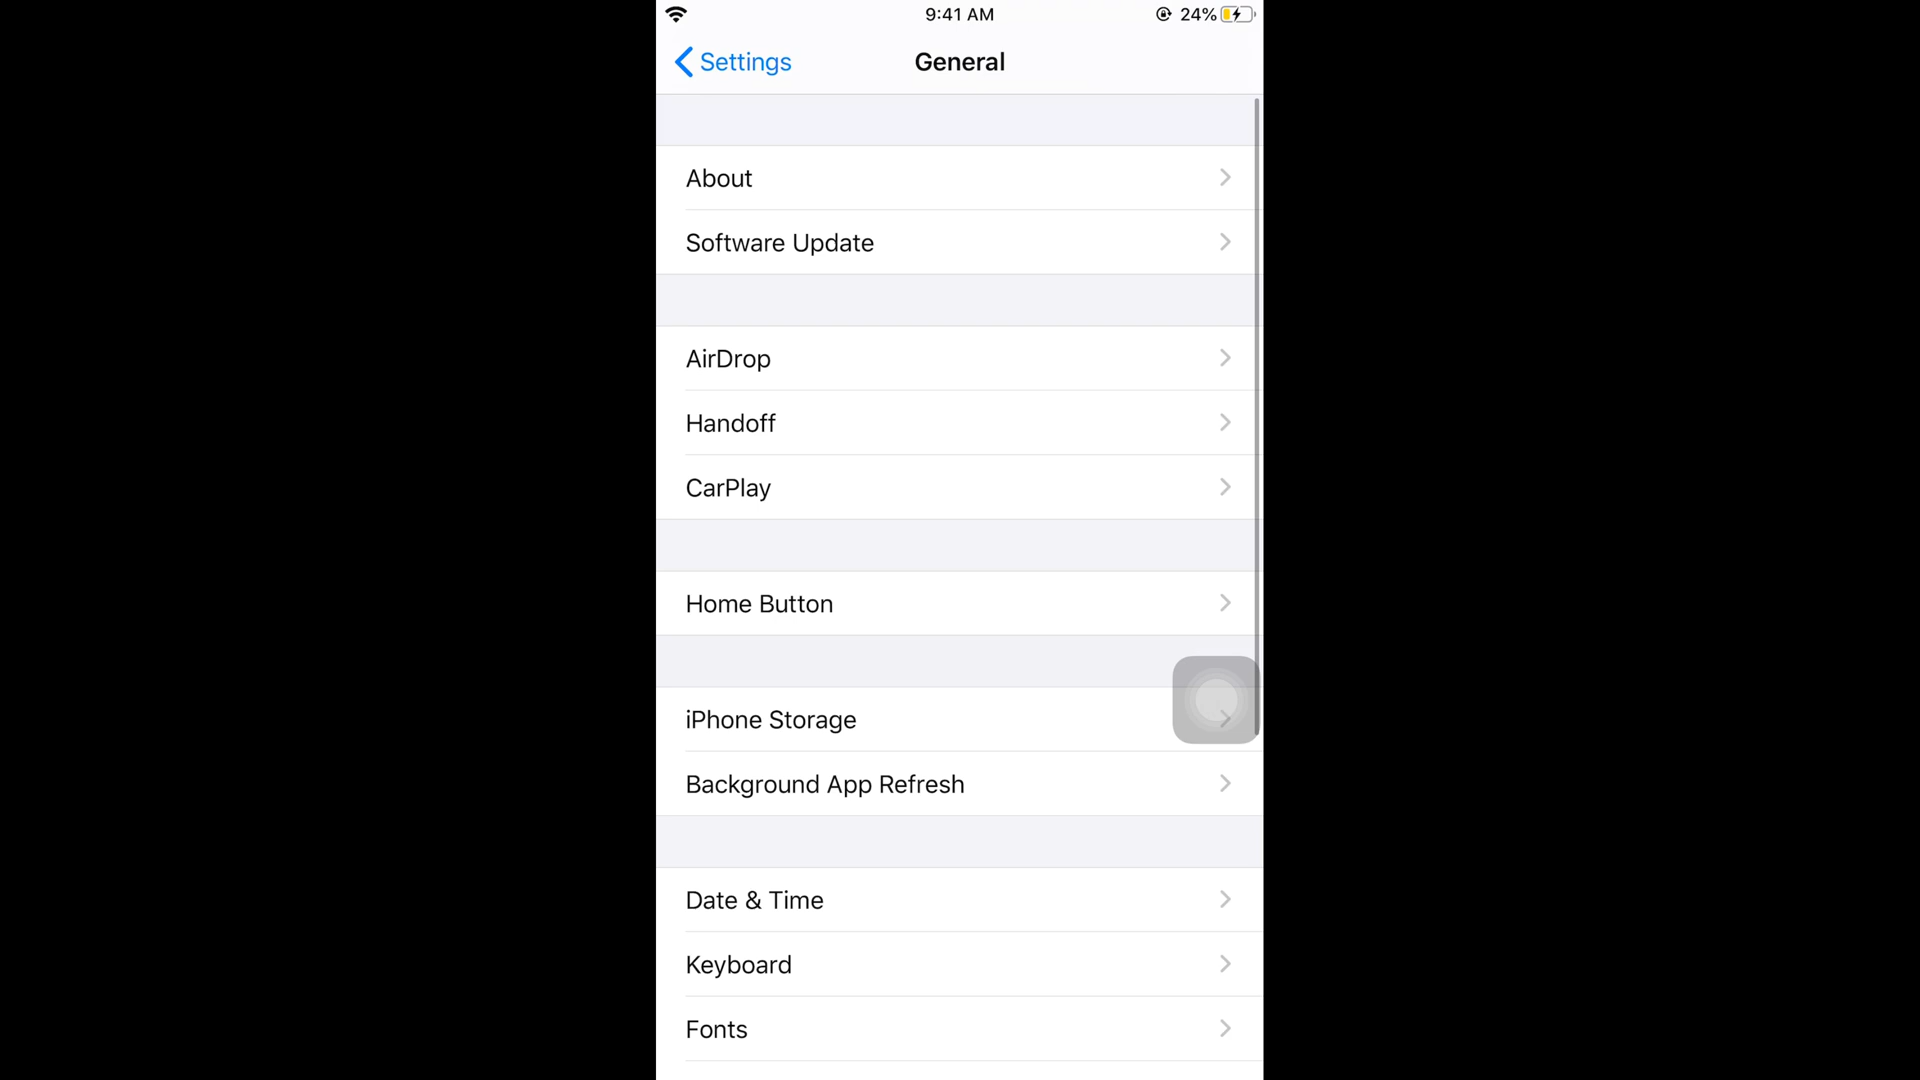 9:41 AM
24%
Settings
General
About
Software Update
AirDrop
Handoff
CarPlay
Home Button
iPhone Storage
Background App Refresh
Date & Time
Keyboard
Fonts